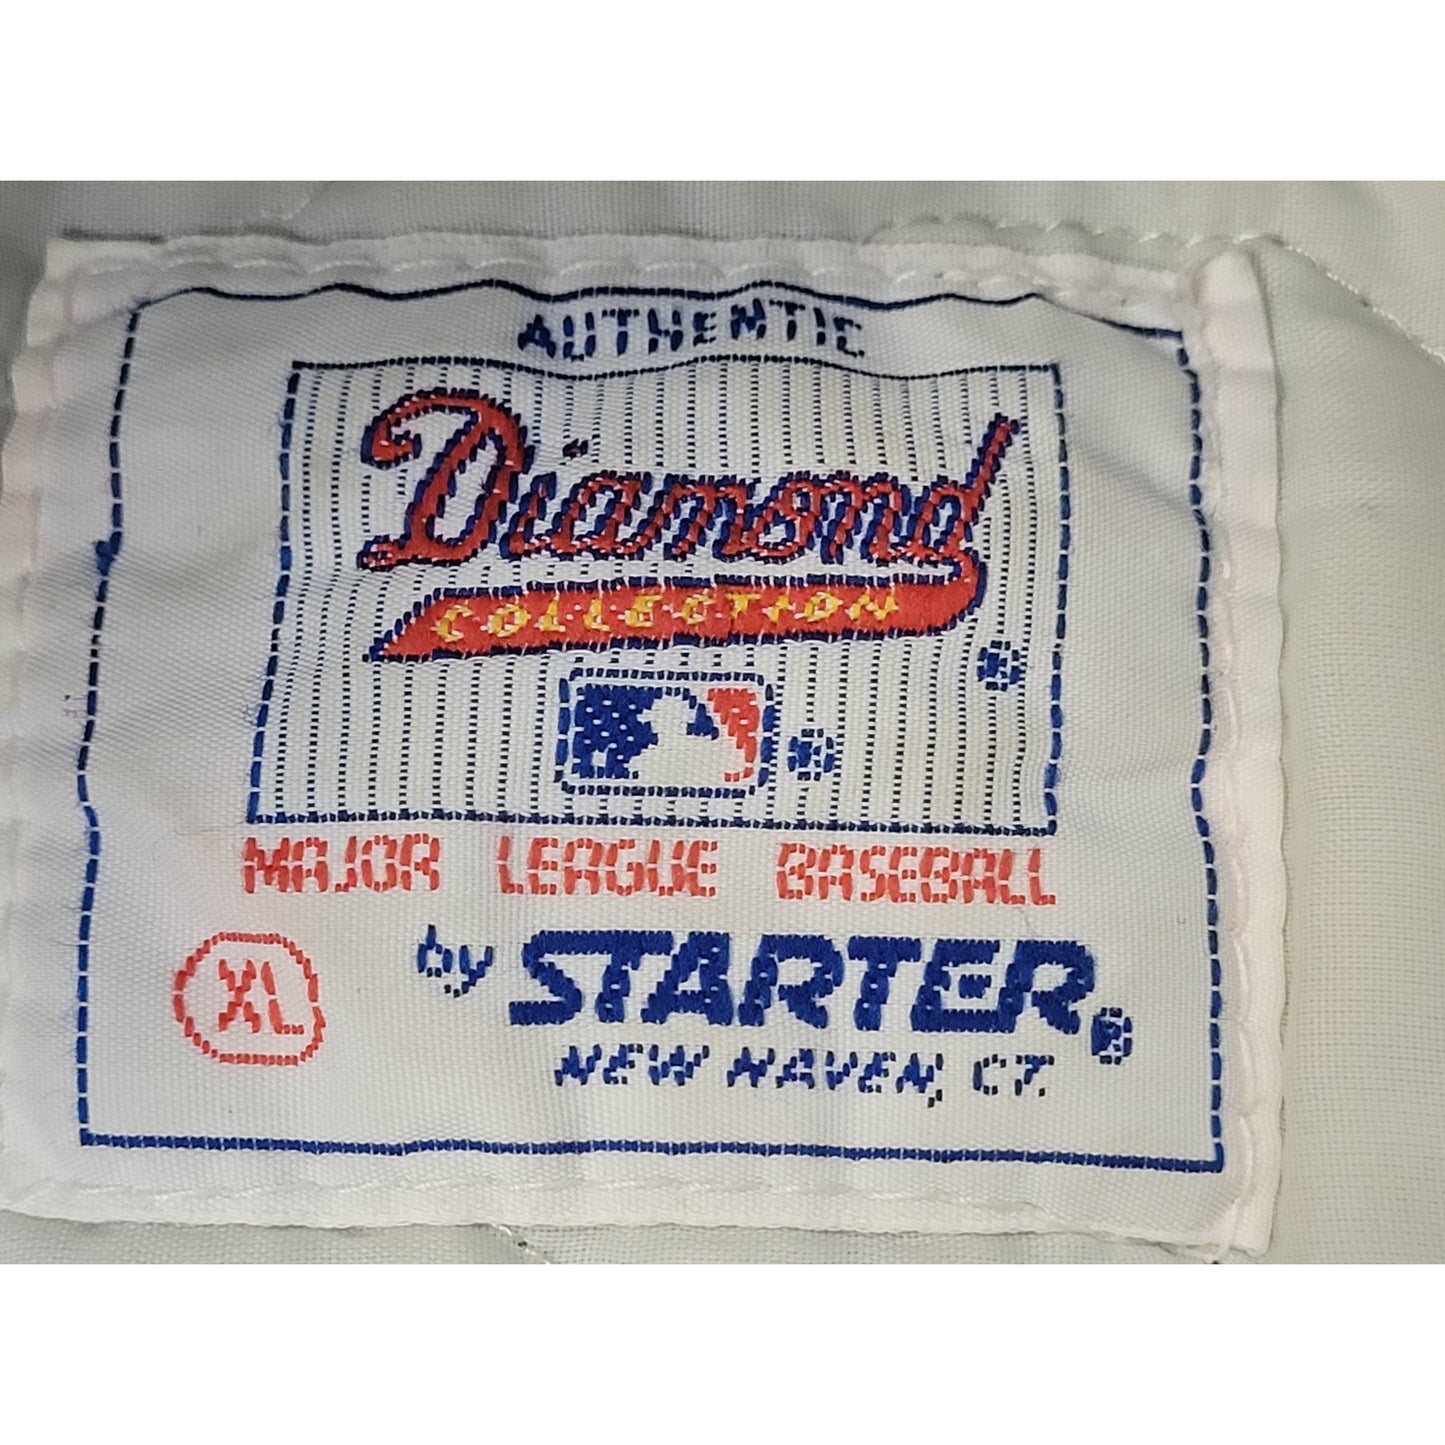 AUTHENTIC
Diamond
COLLECTION
®
®
MAJOR LEAGUE BASEBALL
XL
by STARTER®
NEW HAVEN, CT.